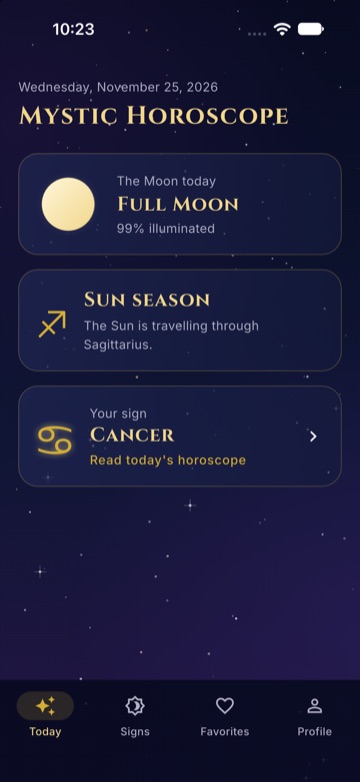 10:23
Wednesday, November 25, 2026
Mystic Horoscope
The Moon today
Full Moon
99% illuminated
Sun season
The Sun is travelling through
Sagittarius.
Your sign
Cancer
Read today's horoscope
Today
Signs
Favorites
Profile